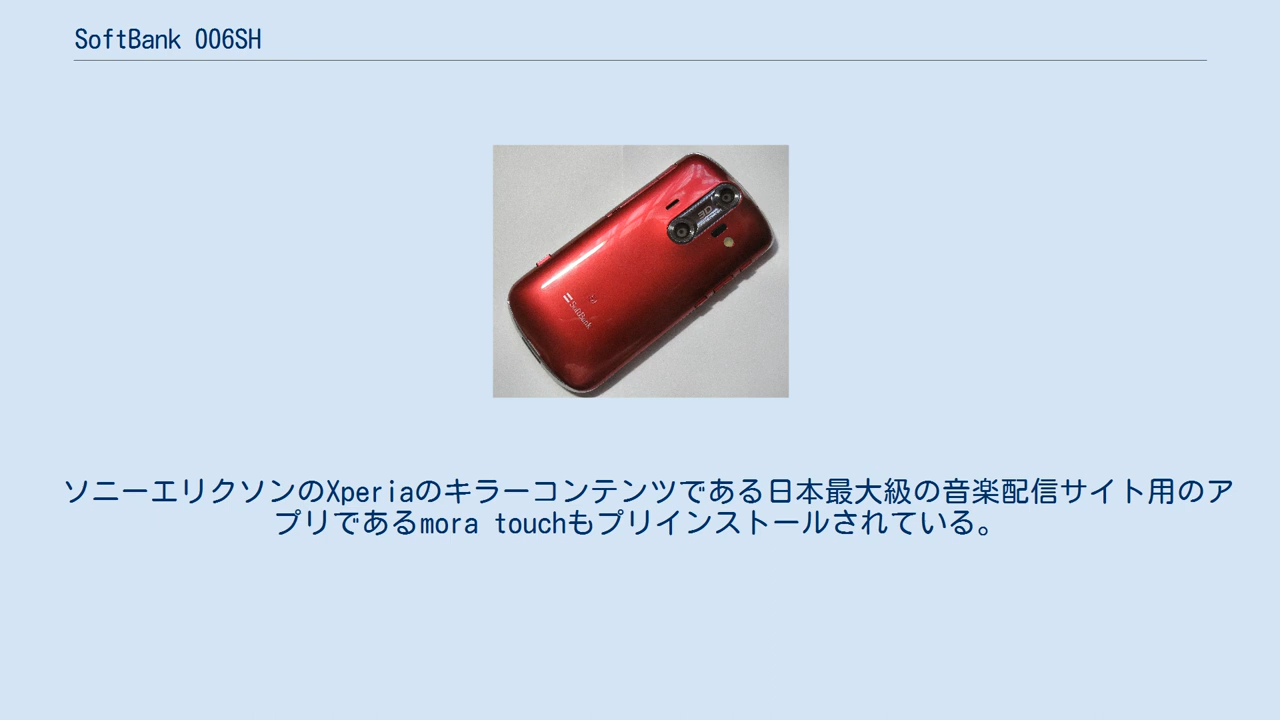 SoftBank 006SH
3D
SoftBank
ソニーエリクソンのXperiaのキラーコンテンツである日本最大級の音楽配信サイト用のア
プリであるmora touchもプリインストールされている。